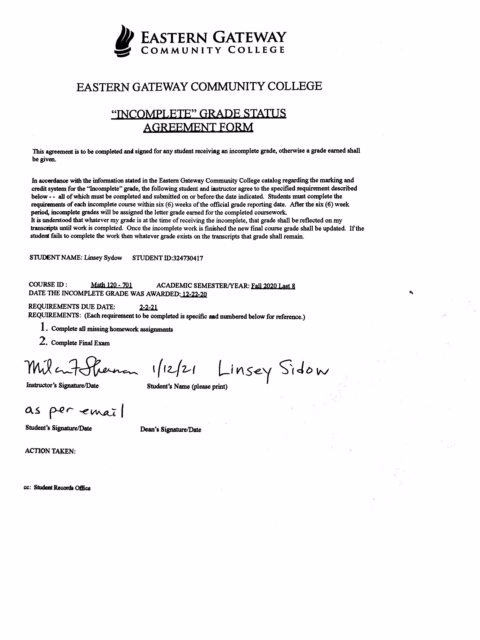 EASTERN GATEWAY
COMMUNITY COLLEGE
EASTERN GATEWAY COMMUNITY COLLEGE
"INCOMPLETE" GRADE STATUS
AGREEMENT FORM
This agreement is to be completed and signed for any student receiving an incomplete grade, otherwise a grade earned shall
be given.
In accordance with the information stated in the Eastern Gateway Community College catalog regarding the marking and
credit system for the "Incomplete" grade, the following student and instructor agree to the specified requirement described
below -- all of which must be completed and submitted on or before the date indicated. Students must complete the
requirements of each incomplete course within six (6) weeks of the official grade reporting date. After the six (6) week
period, incomplete grades will be assigned the letter grade earned for the completed coursework.
It is understood that whatever my grade is at the time of receiving the incomplete, that grade shall be reflected on my
transcripts until work is completed. Once the incomplete work is finished the new final course grade shall be updated. If the
student fails to complete the work then whatever grade exists on the transcripts that grade shall remain.
STUDENT NAME: Linsey Sydow STUDENT ID:324730417
COURSE ID : Math 120 - 701 ACADEMIC SEMESTER/YEAR: Fall 2020 Last 8
DATE THE INCOMPLETE GRADE WAS AWARDED: 12-22-20
REQUIREMENTS DUE DATE: 2-2-21
REQUIREMENTS: (Each requirement to be completed is specific and numbered below for reference.)
1. Complete all missing homework assignments
2. Complete Final Exam
1/12/21 Linsey Sidow
Instructor's Signature/Date Student's Name (please print)
as per email
Student's Signature/Date Dean's Signature/Date
ACTION TAKEN:
cc: Student Records Office